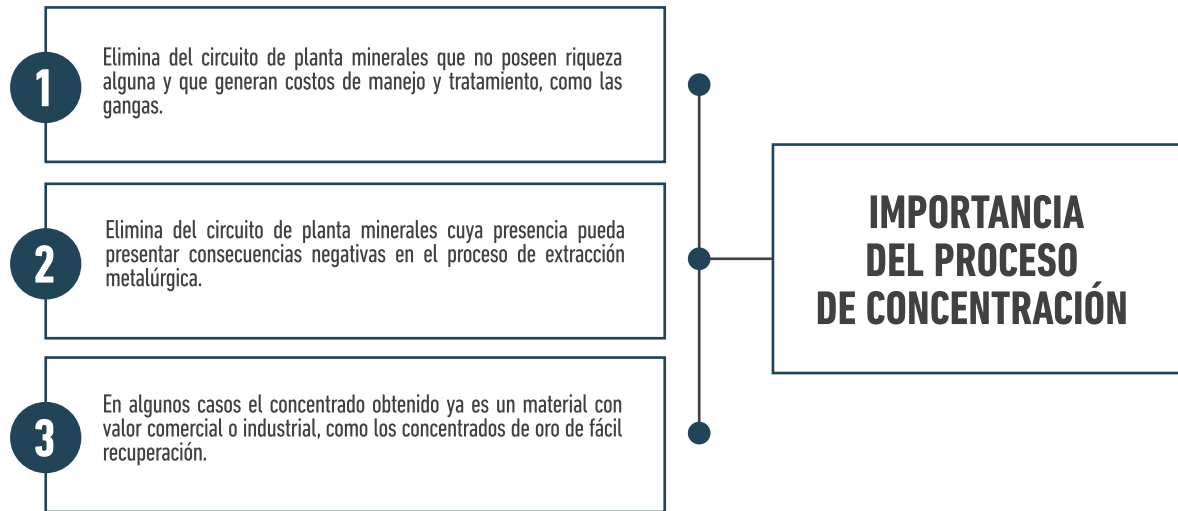 1
Elimina del circuito de planta minerales que no poseen riqueza
alguna y que generan costos de manejo y tratamiento, como las
gangas.
2
Elimina del circuito de planta minerales cuya presencia pueda
presentar consecuencias negativas en el proceso de extracción
metalúrgica.
3
En algunos casos el concentrado obtenido ya es un material con
valor comercial o industrial, como los concentrados de oro de fácil
recuperación.
IMPORTANCIA
DEL PROCESO
DE CONCENTRACIÓN